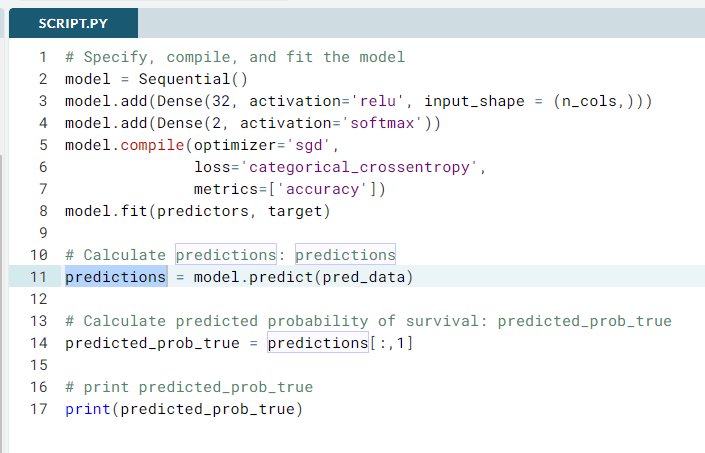 SCRIPT.PY
1 # Specify, compile, and fit the model
2 model = Sequential()
3 model.add(Dense(32, activation='relu', input_shape = (n_cols,)))
4 model.add(Dense(2, activation='softmax'))
5 model.compile(optimizer='sgd',
6               loss='categorical_crossentropy',
7               metrics=['accuracy'])
8 model.fit(predictors, target)
9
10 # Calculate predictions: predictions
11 predictions = model.predict(pred_data)
12
13 # Calculate predicted probability of survival: predicted_prob_true
14 predicted_prob_true = predictions[:,1]
15
16 # print predicted_prob_true
17 print(predicted_prob_true)